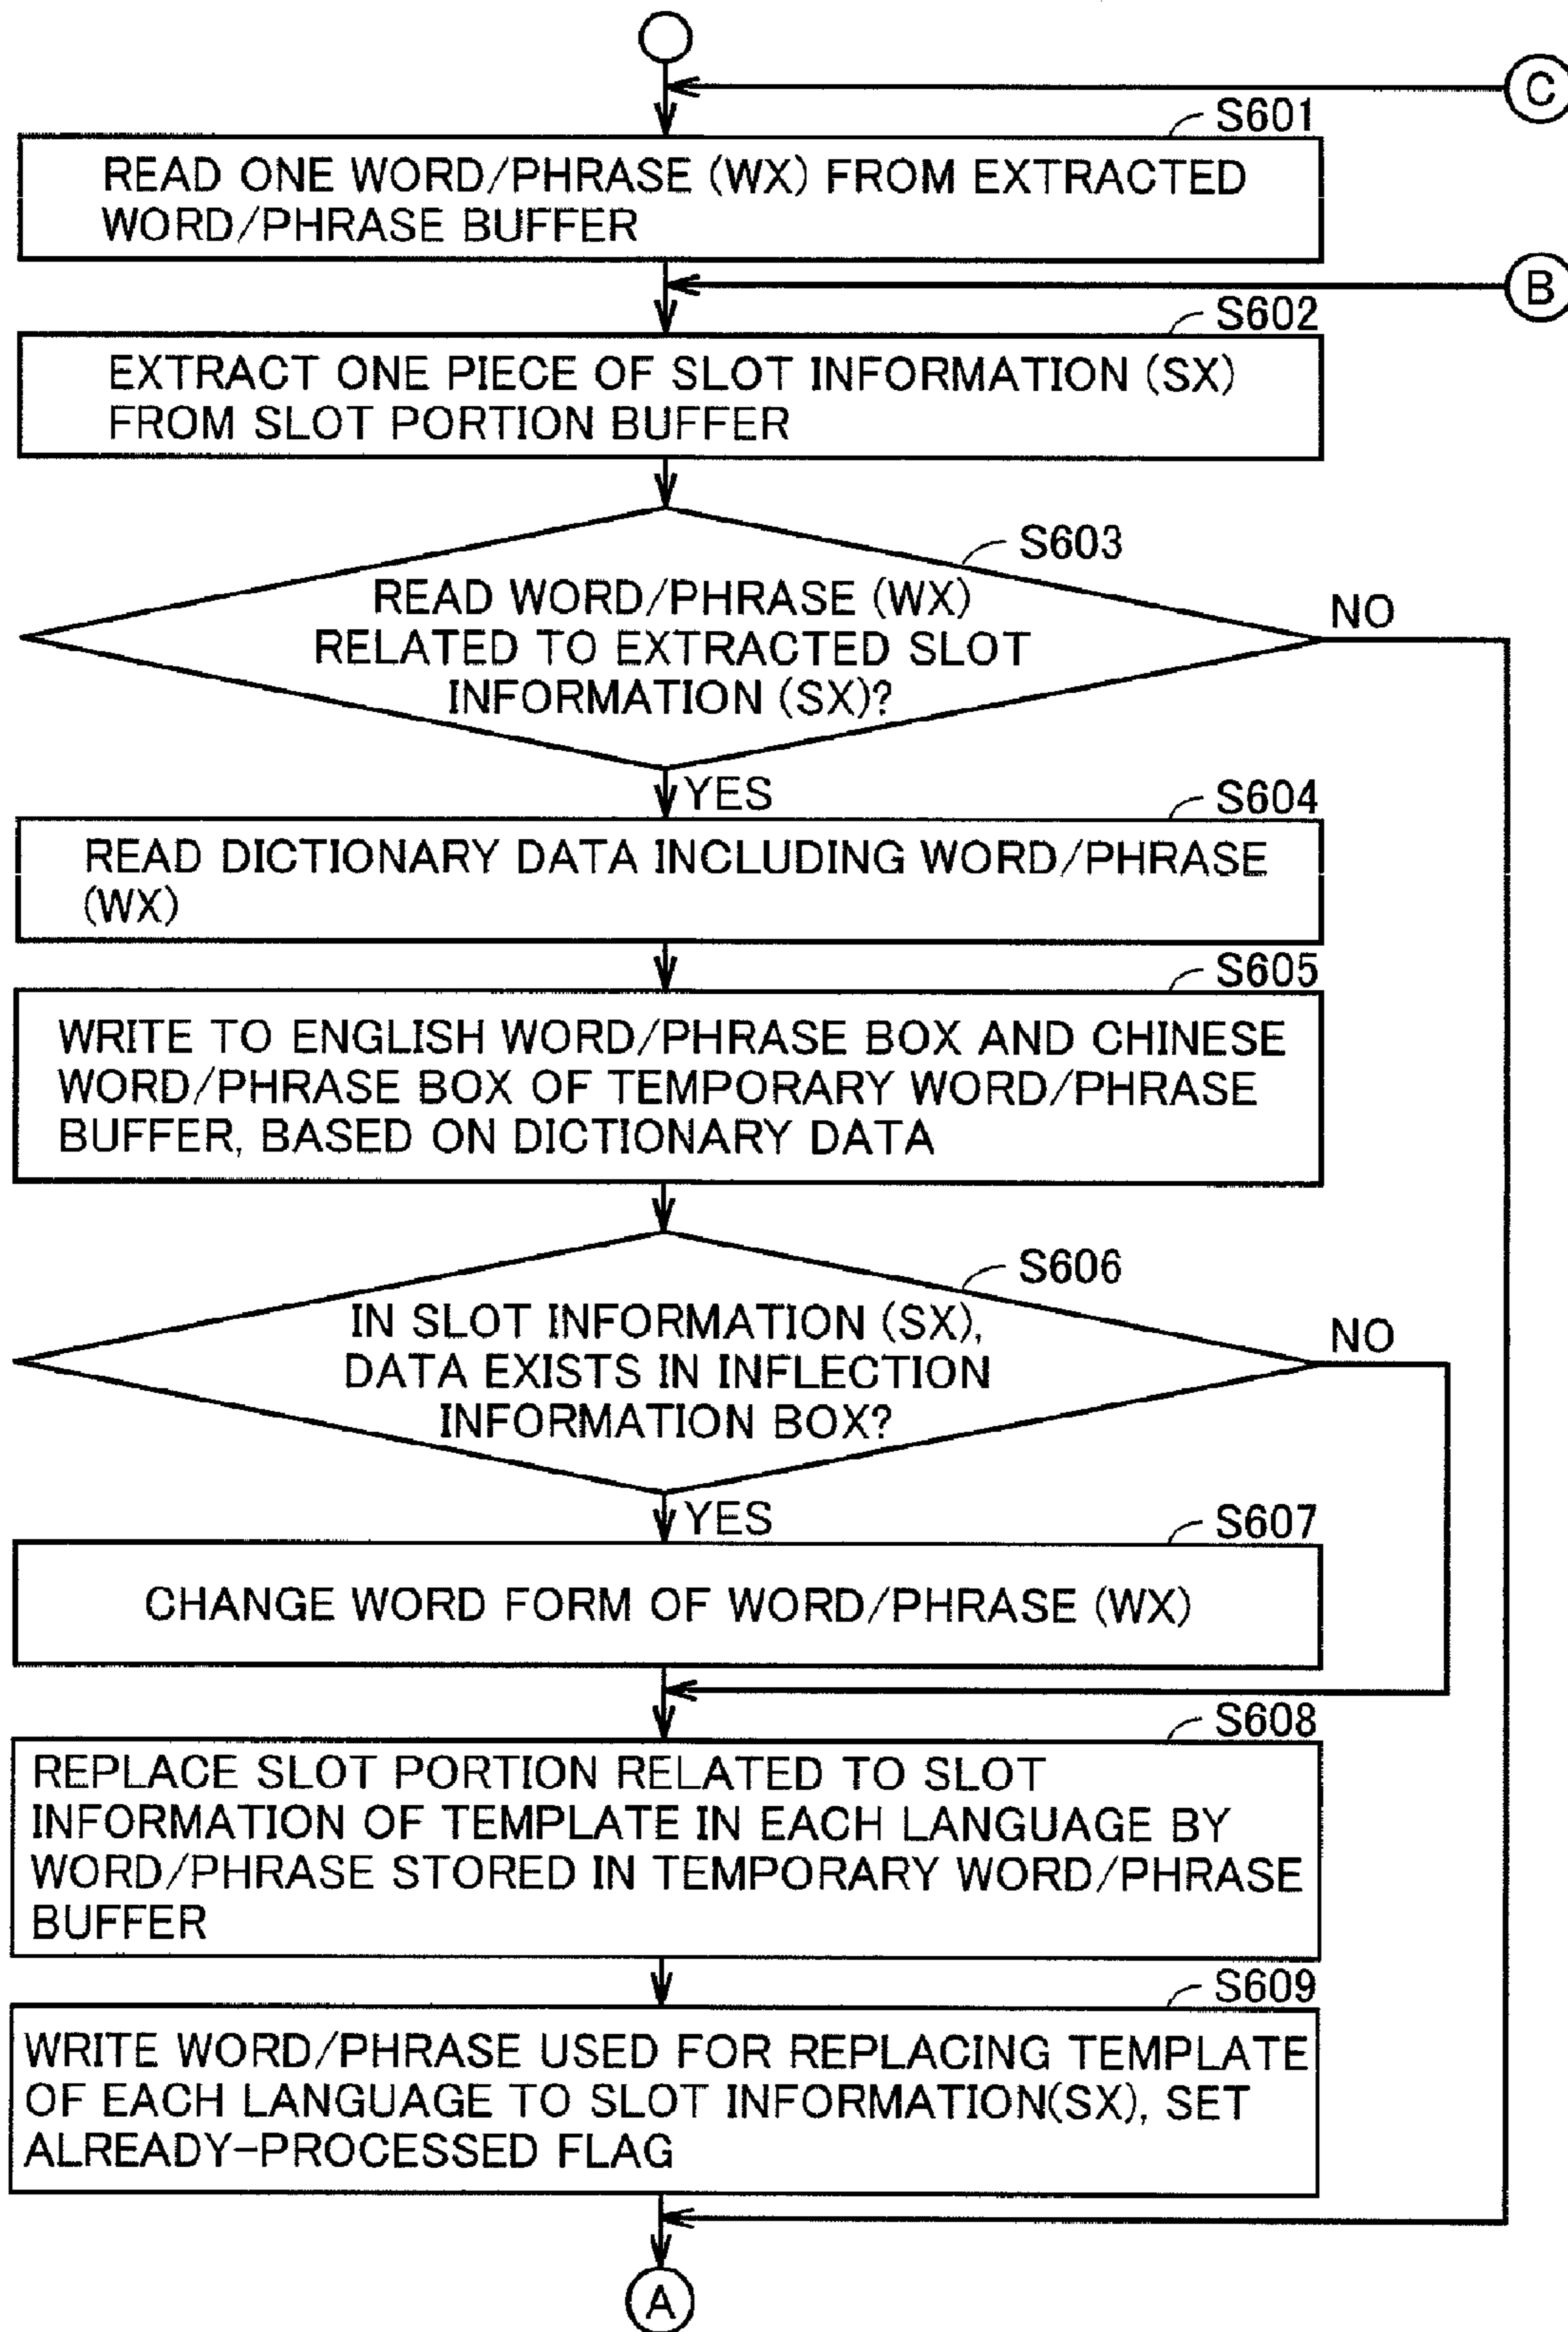 C
S601
READ ONE WORD/PHRASE (WX) FROM EXTRACTED
WORD/PHRASE BUFFER
B
S602
EXTRACT ONE PIECE OF SLOT INFORMATION (SX)
FROM SLOT PORTION BUFFER
S603
READ WORD/PHRASE (WX)
RELATED TO EXTRACTED SLOT
INFORMATION (SX)?
NO
YES
S604
READ DICTIONARY DATA INCLUDING WORD/PHRASE
(WX)
S605
WRITE TO ENGLISH WORD/PHRASE BOX AND CHINESE
WORD/PHRASE BOX OF TEMPORARY WORD/PHRASE
BUFFER, BASED ON DICTIONARY DATA
S606
IN SLOT INFORMATION (SX),
DATA EXISTS IN INFLECTION
INFORMATION BOX?
NO
YES
S607
CHANGE WORD FORM OF WORD/PHRASE (WX)
S608
REPLACE SLOT PORTION RELATED TO SLOT
INFORMATION OF TEMPLATE IN EACH LANGUAGE BY
WORD/PHRASE STORED IN TEMPORARY WORD/PHRASE
BUFFER
S609
WRITE WORD/PHRASE USED FOR REPLACING TEMPLATE
OF EACH LANGUAGE TO SLOT INFORMATION(SX), SET
ALREADY-PROCESSED FLAG
A